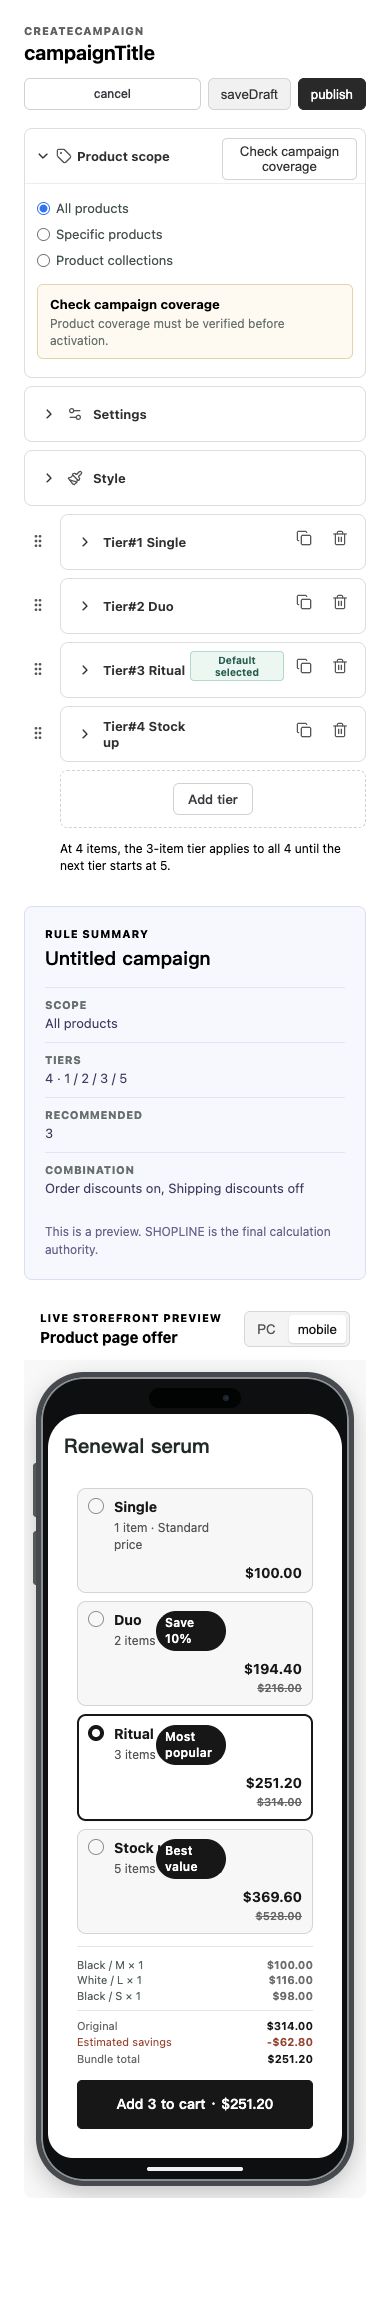 CREATECAMPAIGN
campaignTitle
cancel
saveDraft
publish
Product scope
Check campaign
coverage
All products
Specific products
Product collections
Check campaign coverage
Product coverage must be verified before
activation.
Settings
Style
Tier#1 Single
Tier#2 Duo
Tier#3 Ritual
Default
selected
Tier#4 Stock
up
Add tier
At 4 items, the 3-item tier applies to all 4 until the
next tier starts at 5.
RULE SUMMARY
Untitled campaign
SCOPE
All products
TIERS
4 · 1 / 2 / 3 / 5
RECOMMENDED
3
COMBINATION
Order discounts on, Shipping discounts off
This is a preview. SHOPLINE is the final calculation
authority.
LIVE STOREFRONT PREVIEW
Product page offer
PC
mobile
Renewal serum
Single
1 item · Standard
price
$100.00
Duo
2 items
Save
10%
$194.40
$216.00
Ritual
3 items
Most
popular
$251.20
$314.00
Stock
5 items
Best
value
$369.60
$528.00
Black / M × 1 $100.00
White / L × 1 $116.00
Black / S × 1 $98.00
Original $314.00
Estimated savings -$62.80
Bundle total $251.20
Add 3 to cart · $251.20